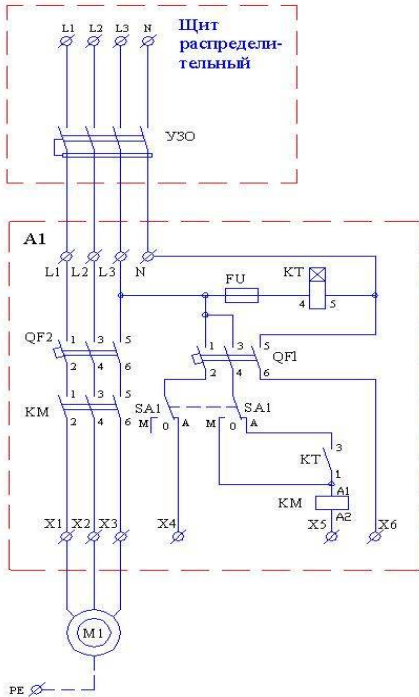 L1 L2 L3 N
Щит
распредели-
тельный
УЗО
A1
L1 L2 L3 N
FU
KT
4 5
QF2
1 3 5
2 4 6
1 3 5
2 4 6
QF1
KM
1 3 5
2 4 6
SA1
M 0 A
SA1
M 0 A
KT
3
1
KM
A1
A2
X1 X2 X3 X4 X5 X6
M1
PE